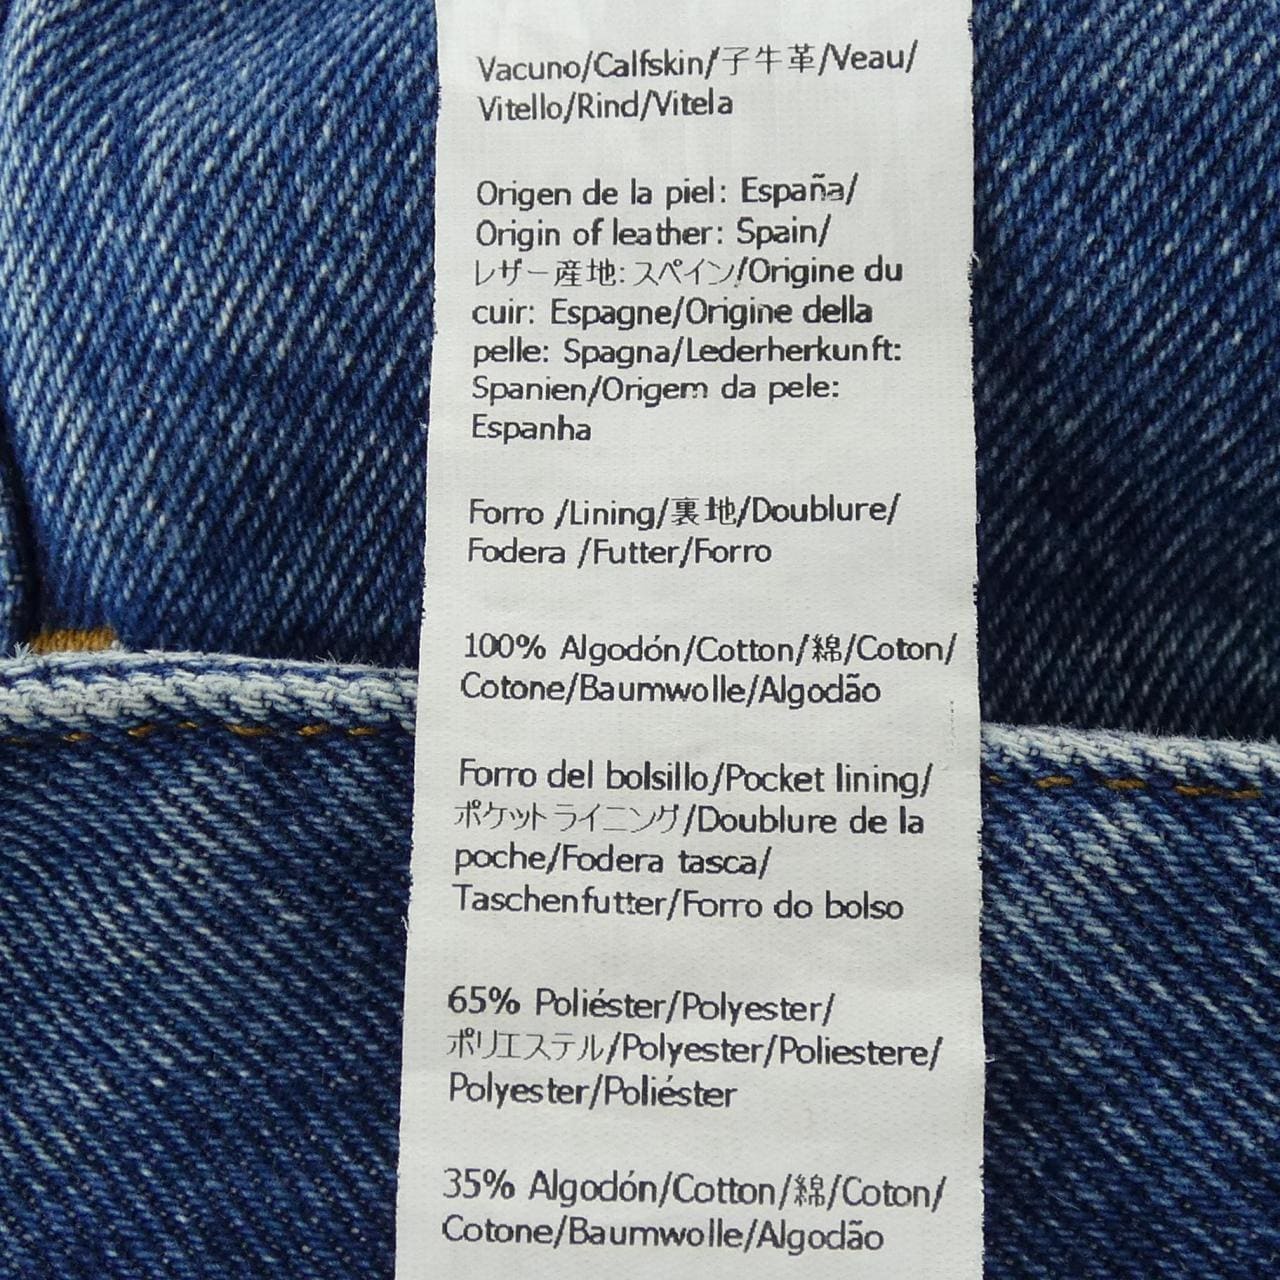 Vacuno/Calfskin/子牛革/Veau/
Vitello/Rind/Vitela
Origen de la piel: España/
Origin of leather: Spain/
レザー産地: スペイン/Origine du
cuir: Espagne/Origine della
pelle: Spagna/Lederherkunft:
Spanien/Origem da pele:
Espanha
Forro /Lining/裏地/Doublure/
Fodera /Futter/Forro
100% Algodón/Cotton/綿/Coton/
Cotone/Baumwolle/Algodão
Forro del bolsillo/Pocket lining/
ポケットライニング/Doublure de la
poche/Fodera tasca/
Taschenfutter/Forro do bolso
65% Poliéster/Polyester/
ポリエステル/Polyester/Poliestere/
Polyester/Poliéster
35% Algodón/Cotton/綿/Coton/
Cotone/Baumwolle/Algodão